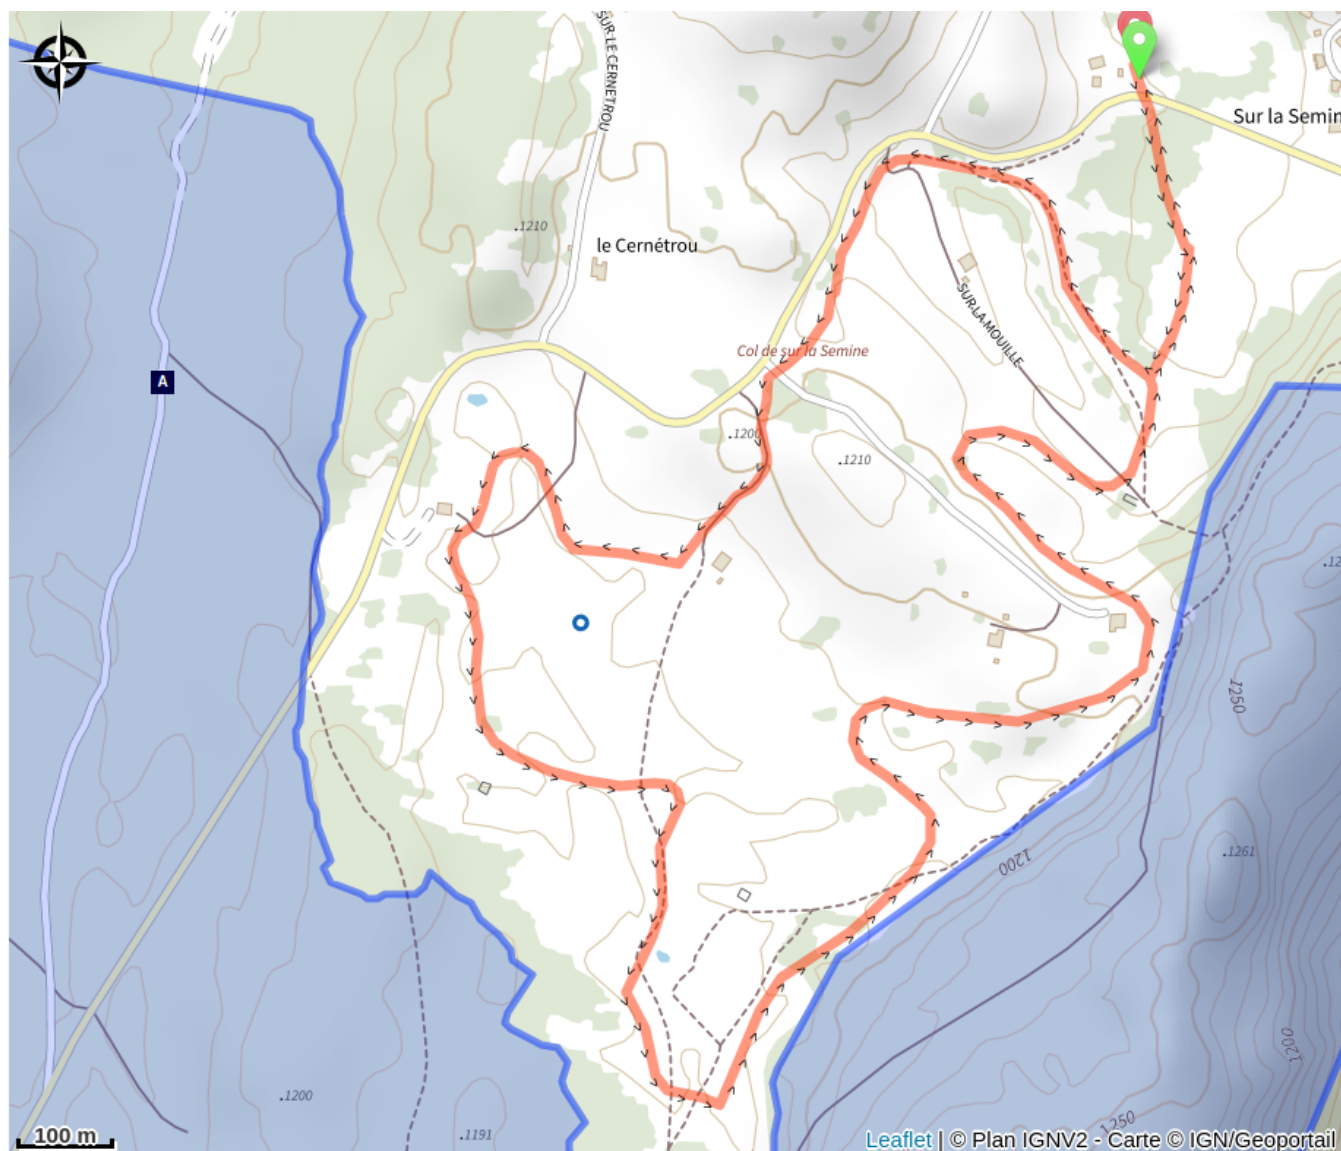 SUR LE CERNETROU
Sur la Semin
.1210
le Cernétrou
SUR-LA-MOUILLE
Col de sur la Semine
A
.1200
.1210
.12
1250
1200
.1261
1200
.1200
.1191
1250
100 m
Leaflet | © Plan IGNV2 - Carte © IGN/Geoportail